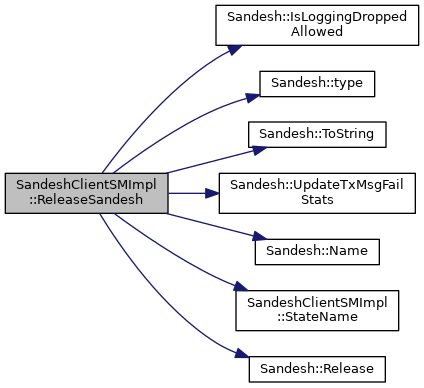 Sandesh::IsLoggingDropped
Allowed
Sandesh::type
Sandesh::ToString
SandeshClientSMImpl
::ReleaseSandesh
Sandesh::UpdateTxMsgFail
Stats
Sandesh::Name
SandeshClientSMImpl
::StateName
Sandesh::Release